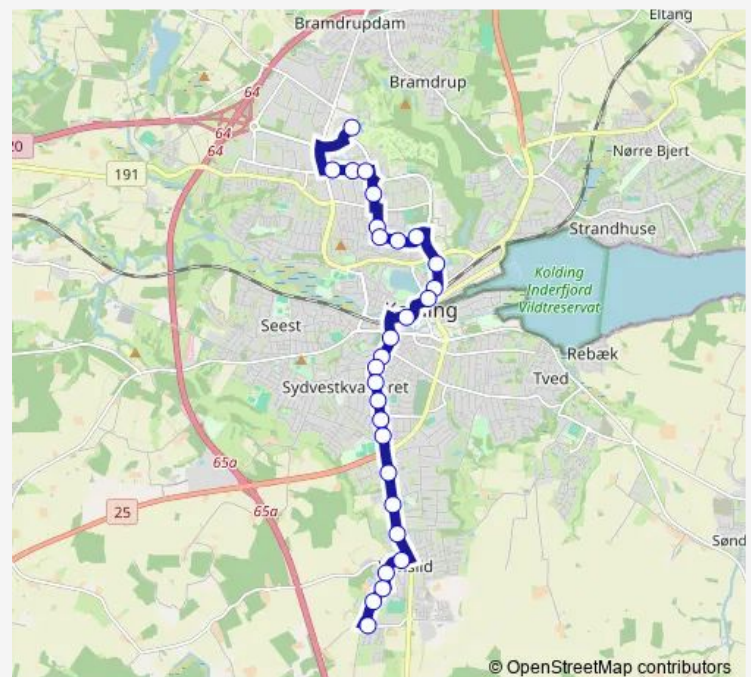 Bramdrupdam
Eltang
Bramdrup
64
64
64
20
191
Nørre Bjert
Strandhuse
Kolding
Inderfjord
Vildtreservat
Seest
Rebæk
Tved
65a
65a
25
Sønd
© OpenStreetMap contributors